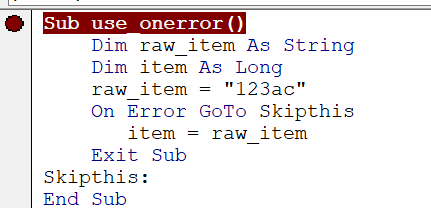 Sub use_onerror()
Dim raw_item As String
Dim item As Long
raw_item = "123ac"
On Error GoTo Skipthis
item = raw_item
Exit Sub
Skipthis:
End Sub